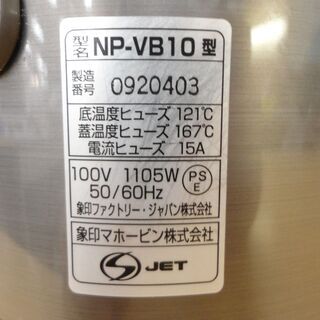 型名 NP-VB10 型
製造番号 0920403
底温度ヒューズ 121℃
蓋温度ヒューズ 167℃
電流ヒューズ 15A
100V 1105W
50/60Hz
PS
E
象印ファクトリー・ジャパン株式会社
象印マホービン株式会社
S JET